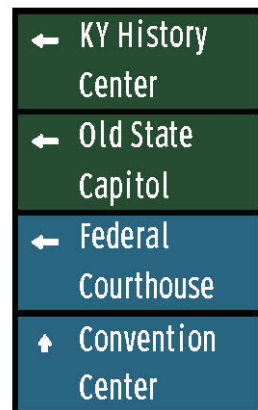 KY History
Center
Old State
Capitol
Federal
Courthouse
Convention
Center